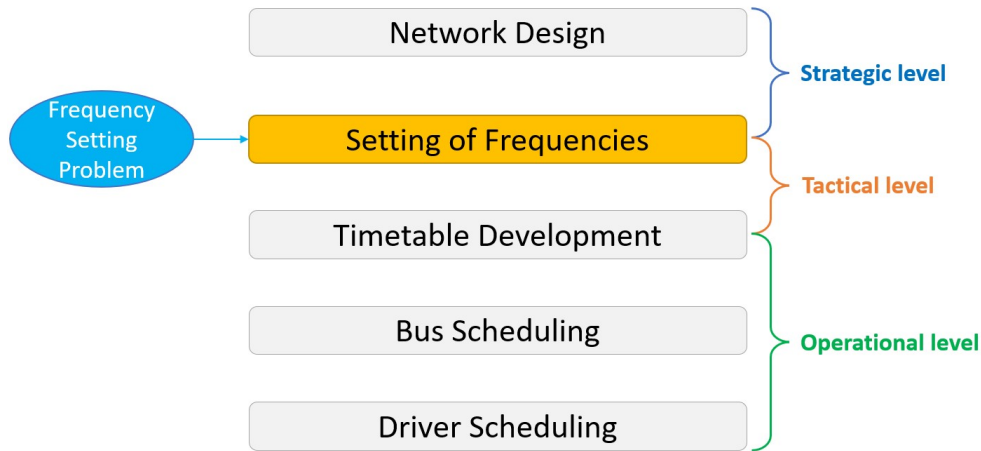 Network Design
Strategic level
Frequency
Setting
Problem
Setting of Frequencies
Tactical level
Timetable Development
Bus Scheduling
Operational level
Driver Scheduling